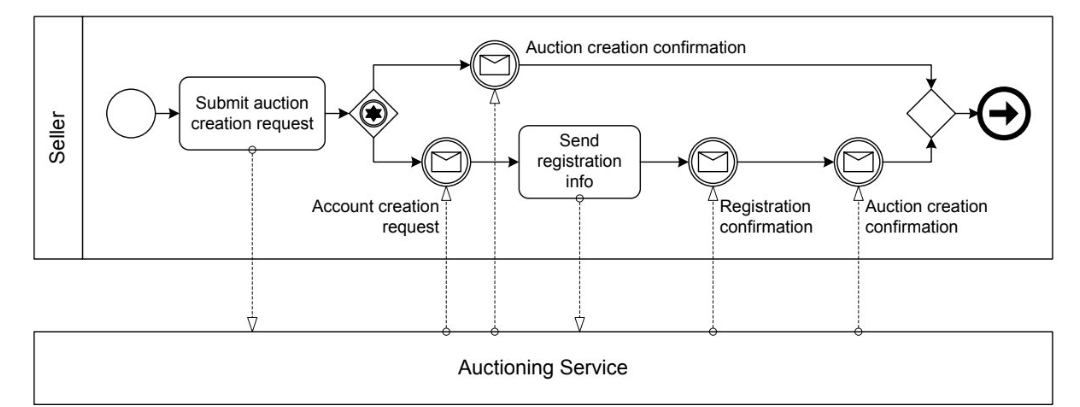 Seller
Auction creation confirmation
Submit auction
creation request
Send
registration
info
Account creation
request
Registration
confirmation
Auction creation
confirmation
Auctioning Service